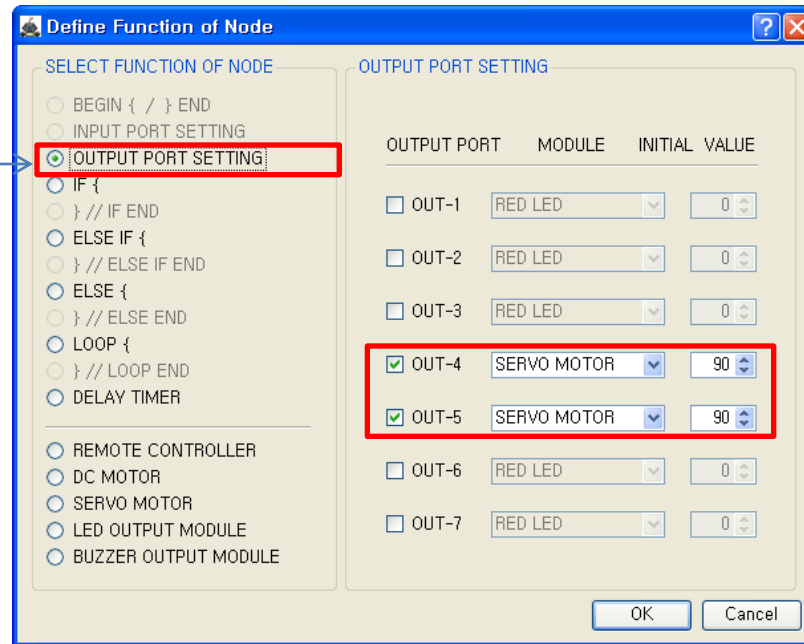 Define Function of Node
SELECT FUNCTION OF NODE
BEGIN { / } END
INPUT PORT SETTING
OUTPUT PORT SETTING
IF {
} // IF END
ELSE IF {
} // ELSE IF END
ELSE {
} // ELSE END
LOOP {
} // LOOP END
DELAY TIMER
REMOTE CONTROLLER
DC MOTOR
SERVO MOTOR
LED OUTPUT MODULE
BUZZER OUTPUT MODULE
OUTPUT PORT SETTING
OUTPUT PORT MODULE INITIAL VALUE
OUT-1 RED LED 0
OUT-2 RED LED 0
OUT-3 RED LED 0
OUT-4 SERVO MOTOR 90
OUT-5 SERVO MOTOR 90
OUT-6 RED LED 0
OUT-7 RED LED 0
OK Cancel